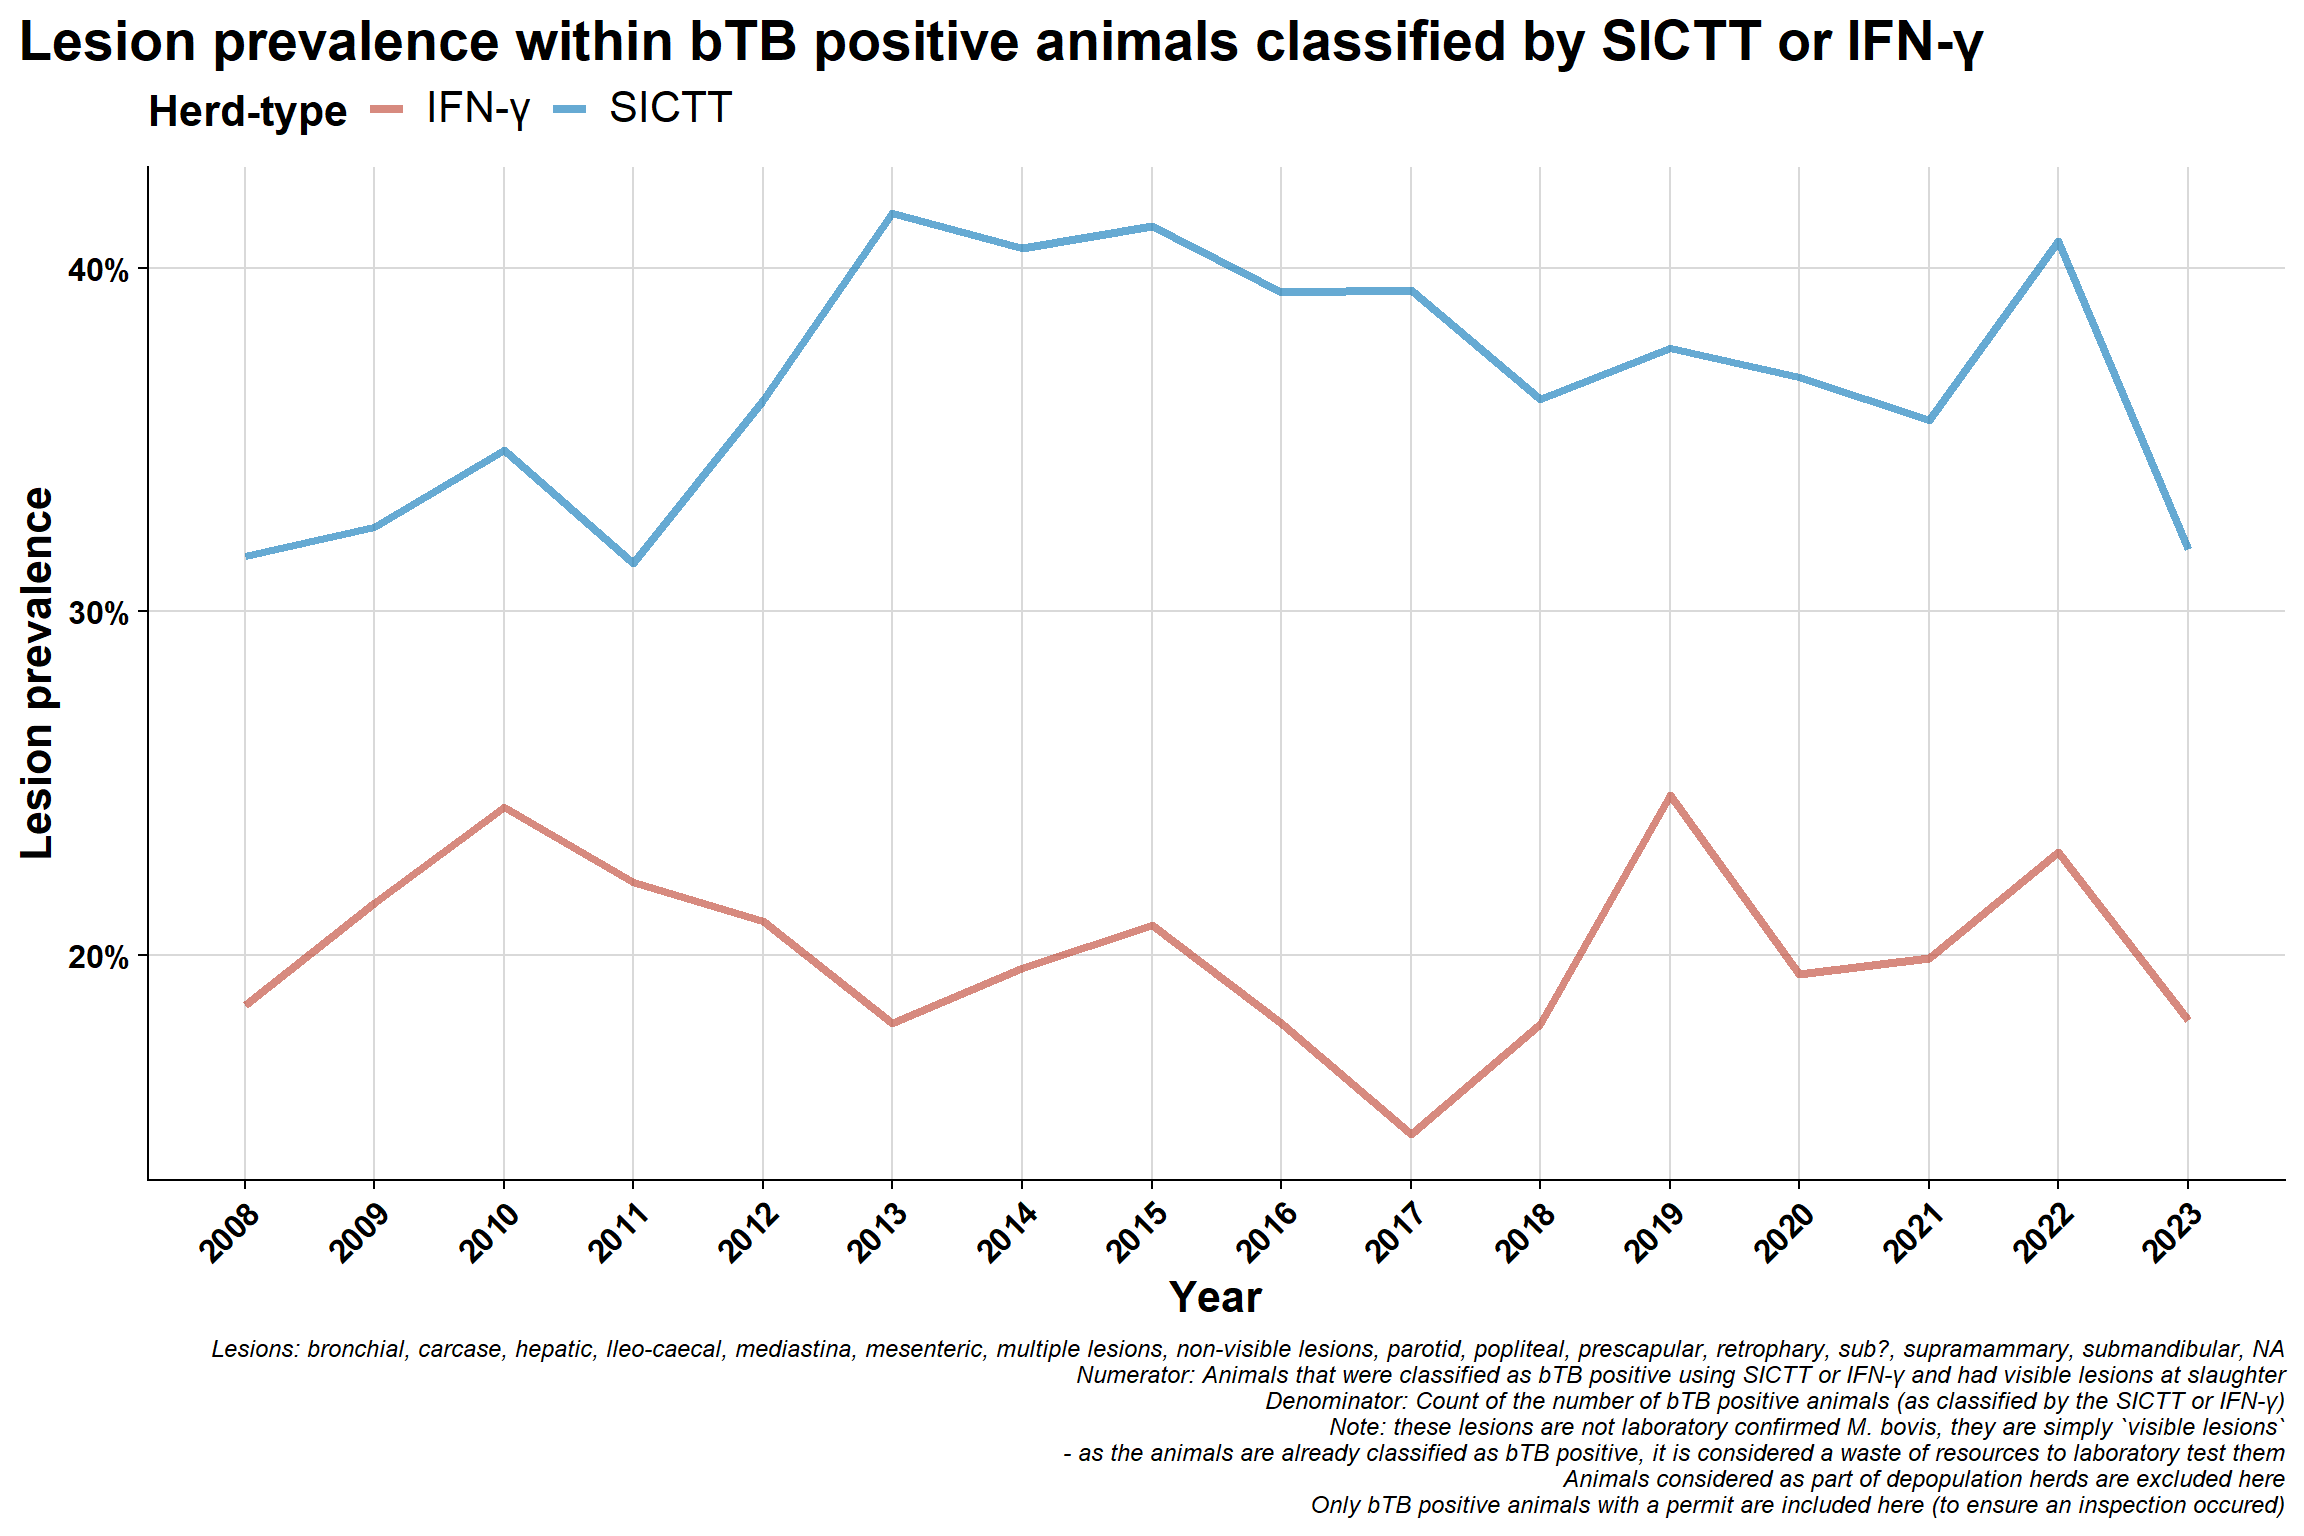 Lesion prevalence within bTB positive animals classified by SICTT or IFN-γ
Herd-type IFN-γ SICTT
Lesion prevalence
40%
30%
20%
2008 2009 2010 2011 2012 2013 2014 2015 2016 2017 2018 2019 2020 2021 2022 2023
Year
Lesions: bronchial, carcase, hepatic, lleo-caecal, mediastina, mesenteric, multiple lesions, non-visible lesions, parotid, popliteal, prescapular, retrophary, sub?, supramammary, submandibular, NA
Numerator: Animals that were classified as bTB positive using SICTT or IFN-γ and had visible lesions at slaughter
Denominator: Count of the number of bTB positive animals (as classified by the SICTT or IFN-γ)
Note: these lesions are not laboratory confirmed M. bovis, they are simply `visible lesions`
- as the animals are already classified as bTB positive, it is considered a waste of resources to laboratory test them
Animals considered as part of depopulation herds are excluded here
Only bTB positive animals with a permit are included here (to ensure an inspection occured)